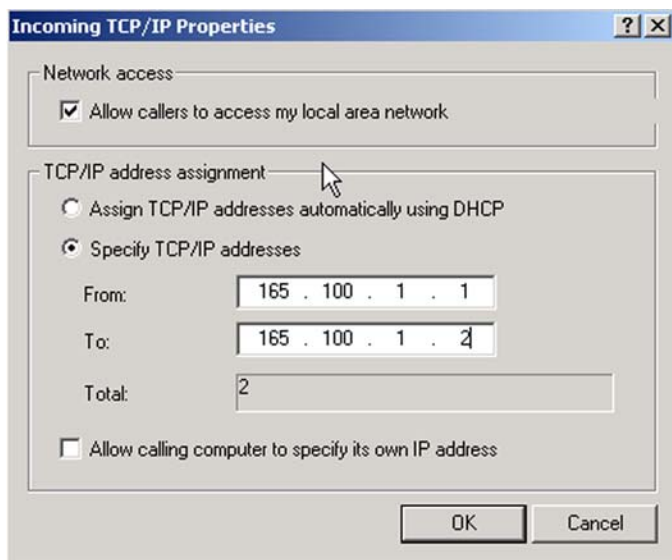 Incoming TCP/IP Properties
Network access
Allow callers to access my local area network
TCP/IP address assignment
Assign TCP/IP addresses automatically using DHCP
Specify TCP/IP addresses
From: 165 . 100 . 1 . 1
To: 165 . 100 . 1 . 2
Total: 2
Allow calling computer to specify its own IP address
OK Cancel